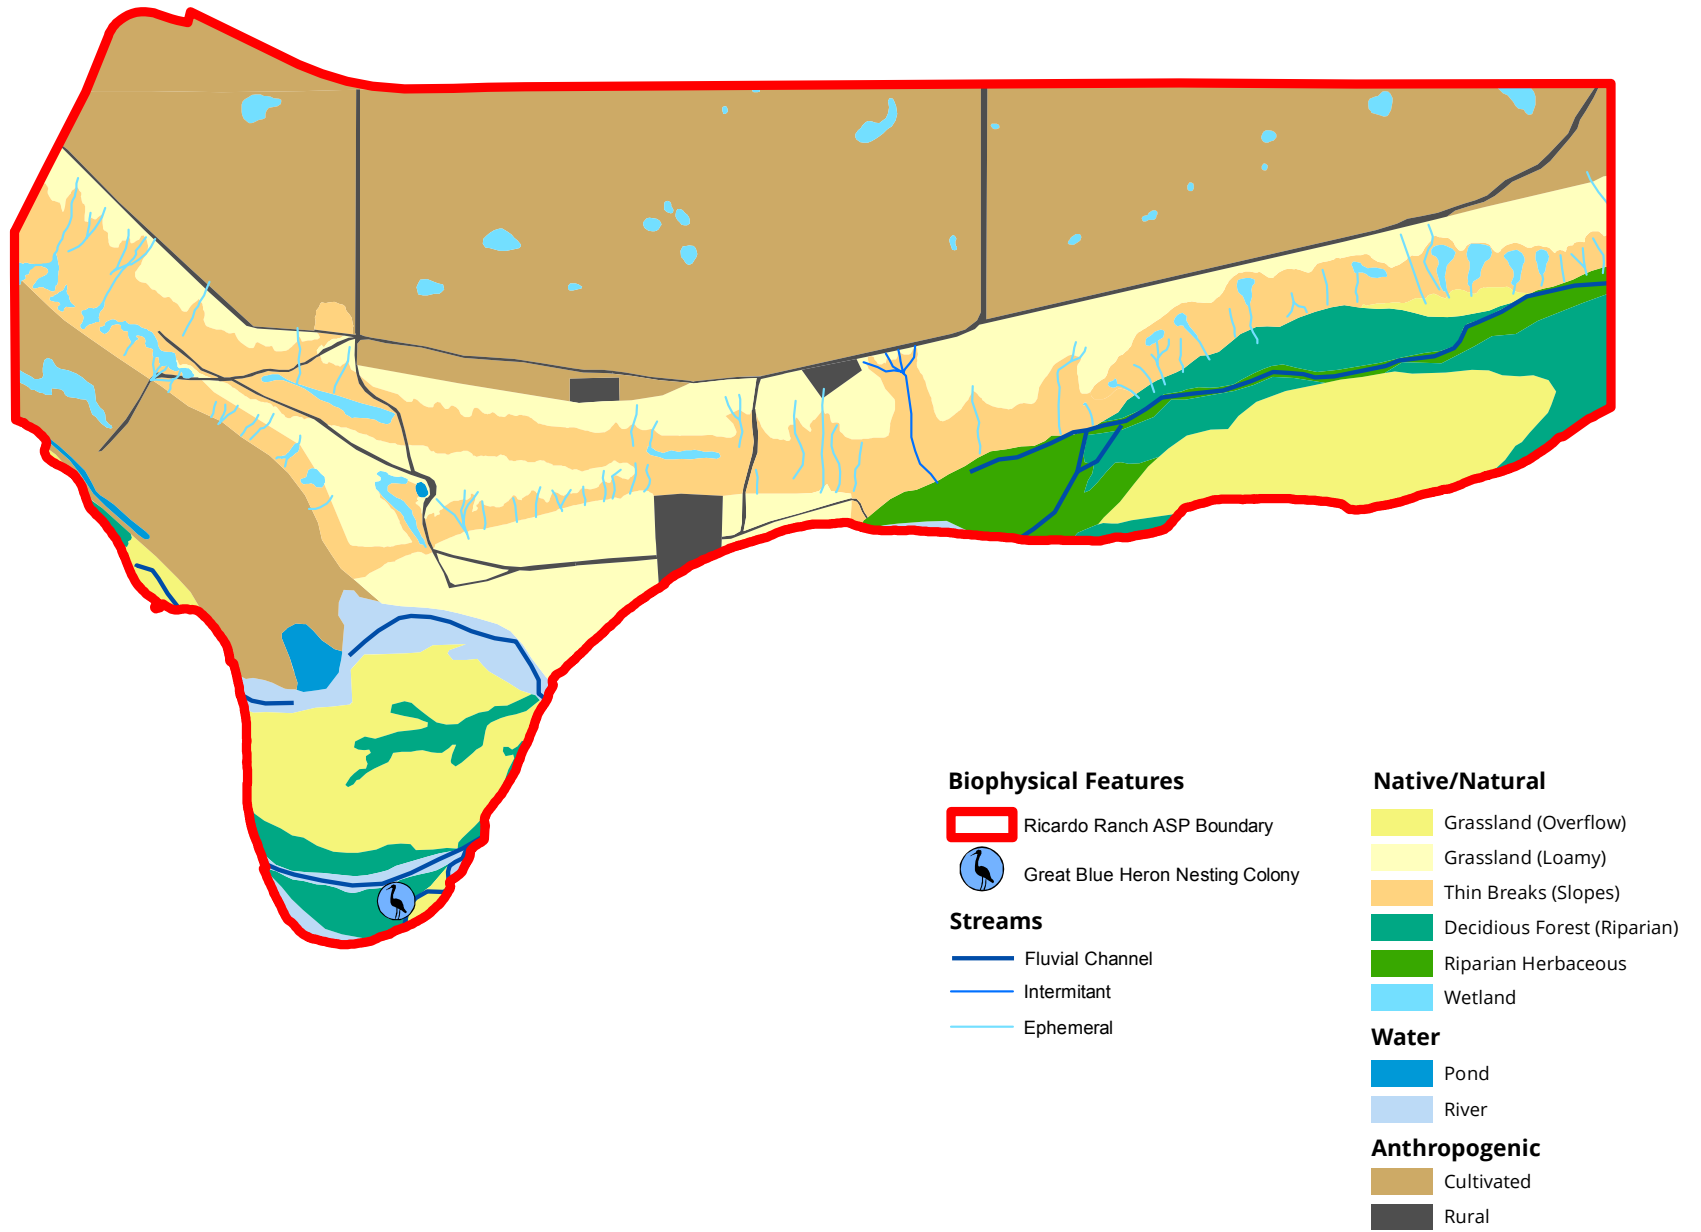 Biophysical Features
Ricardo Ranch ASP Boundary
Great Blue Heron Nesting Colony
Streams
Fluvial Channel
Intermitant
Ephemeral
Native/Natural
Grassland (Overflow)
Grassland (Loamy)
Thin Breaks (Slopes)
Decidious Forest (Riparian)
Riparian Herbaceous
Wetland
Water
Pond
River
Anthropogenic
Cultivated
Rural